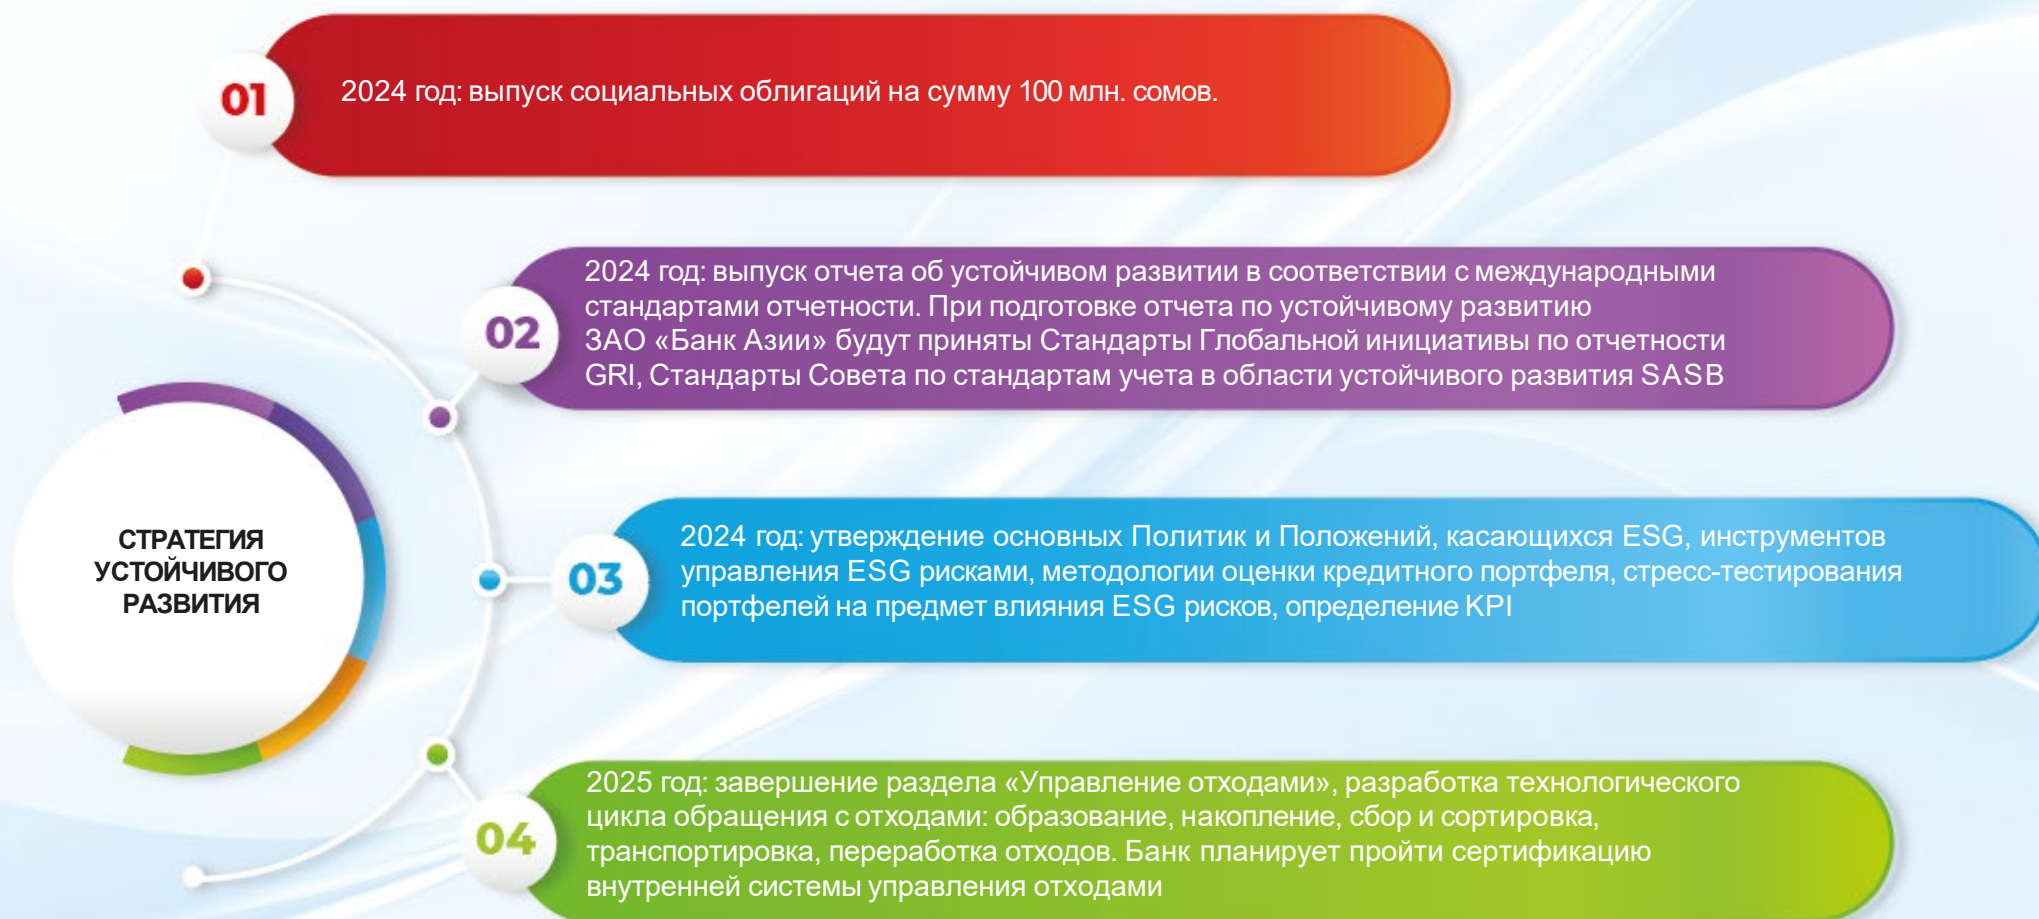 01
2024 год: выпуск социальных облигаций на сумму 100 млн. сомов.
02
2024 год: выпуск отчета об устойчивом развитии в соответствии с международными
стандартами отчетности. При подготовке отчета по устойчивому развитию
ЗАО «Банк Азии» будут приняты Стандарты Глобальной инициативы по отчетности
GRI, Стандарты Совета по стандартам учета в области устойчивого развития SASB
СТРАТЕГИЯ
УСТОЙЧИВОГО
РАЗВИТИЯ
03
2024 год: утверждение основных Политик и Положений, касающихся ESG, инструментов
управления ESG рисками, методологии оценки кредитного портфеля, стресс-тестирования
портфелей на предмет влияния ESG рисков, определение KPI
04
2025 год: завершение раздела «Управление отходами», разработка технологического
цикла обращения с отходами: образование, накопление, сбор и сортировка,
транспортировка, переработка отходов. Банк планирует пройти сертификацию
внутренней системы управления отходами